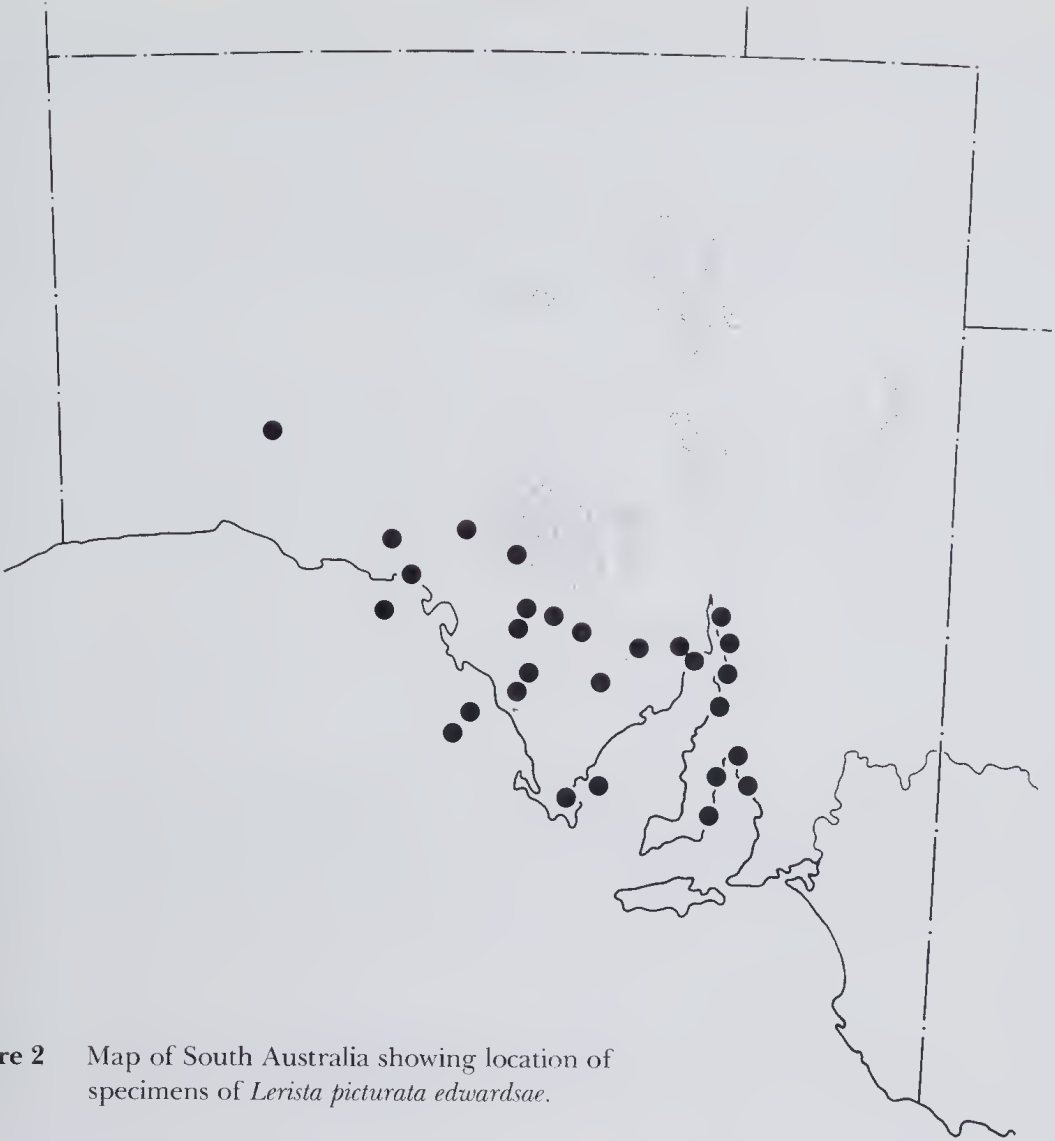 re 2 Map of South Australia showing location of
specimens of Lerista picturata edwardsae.